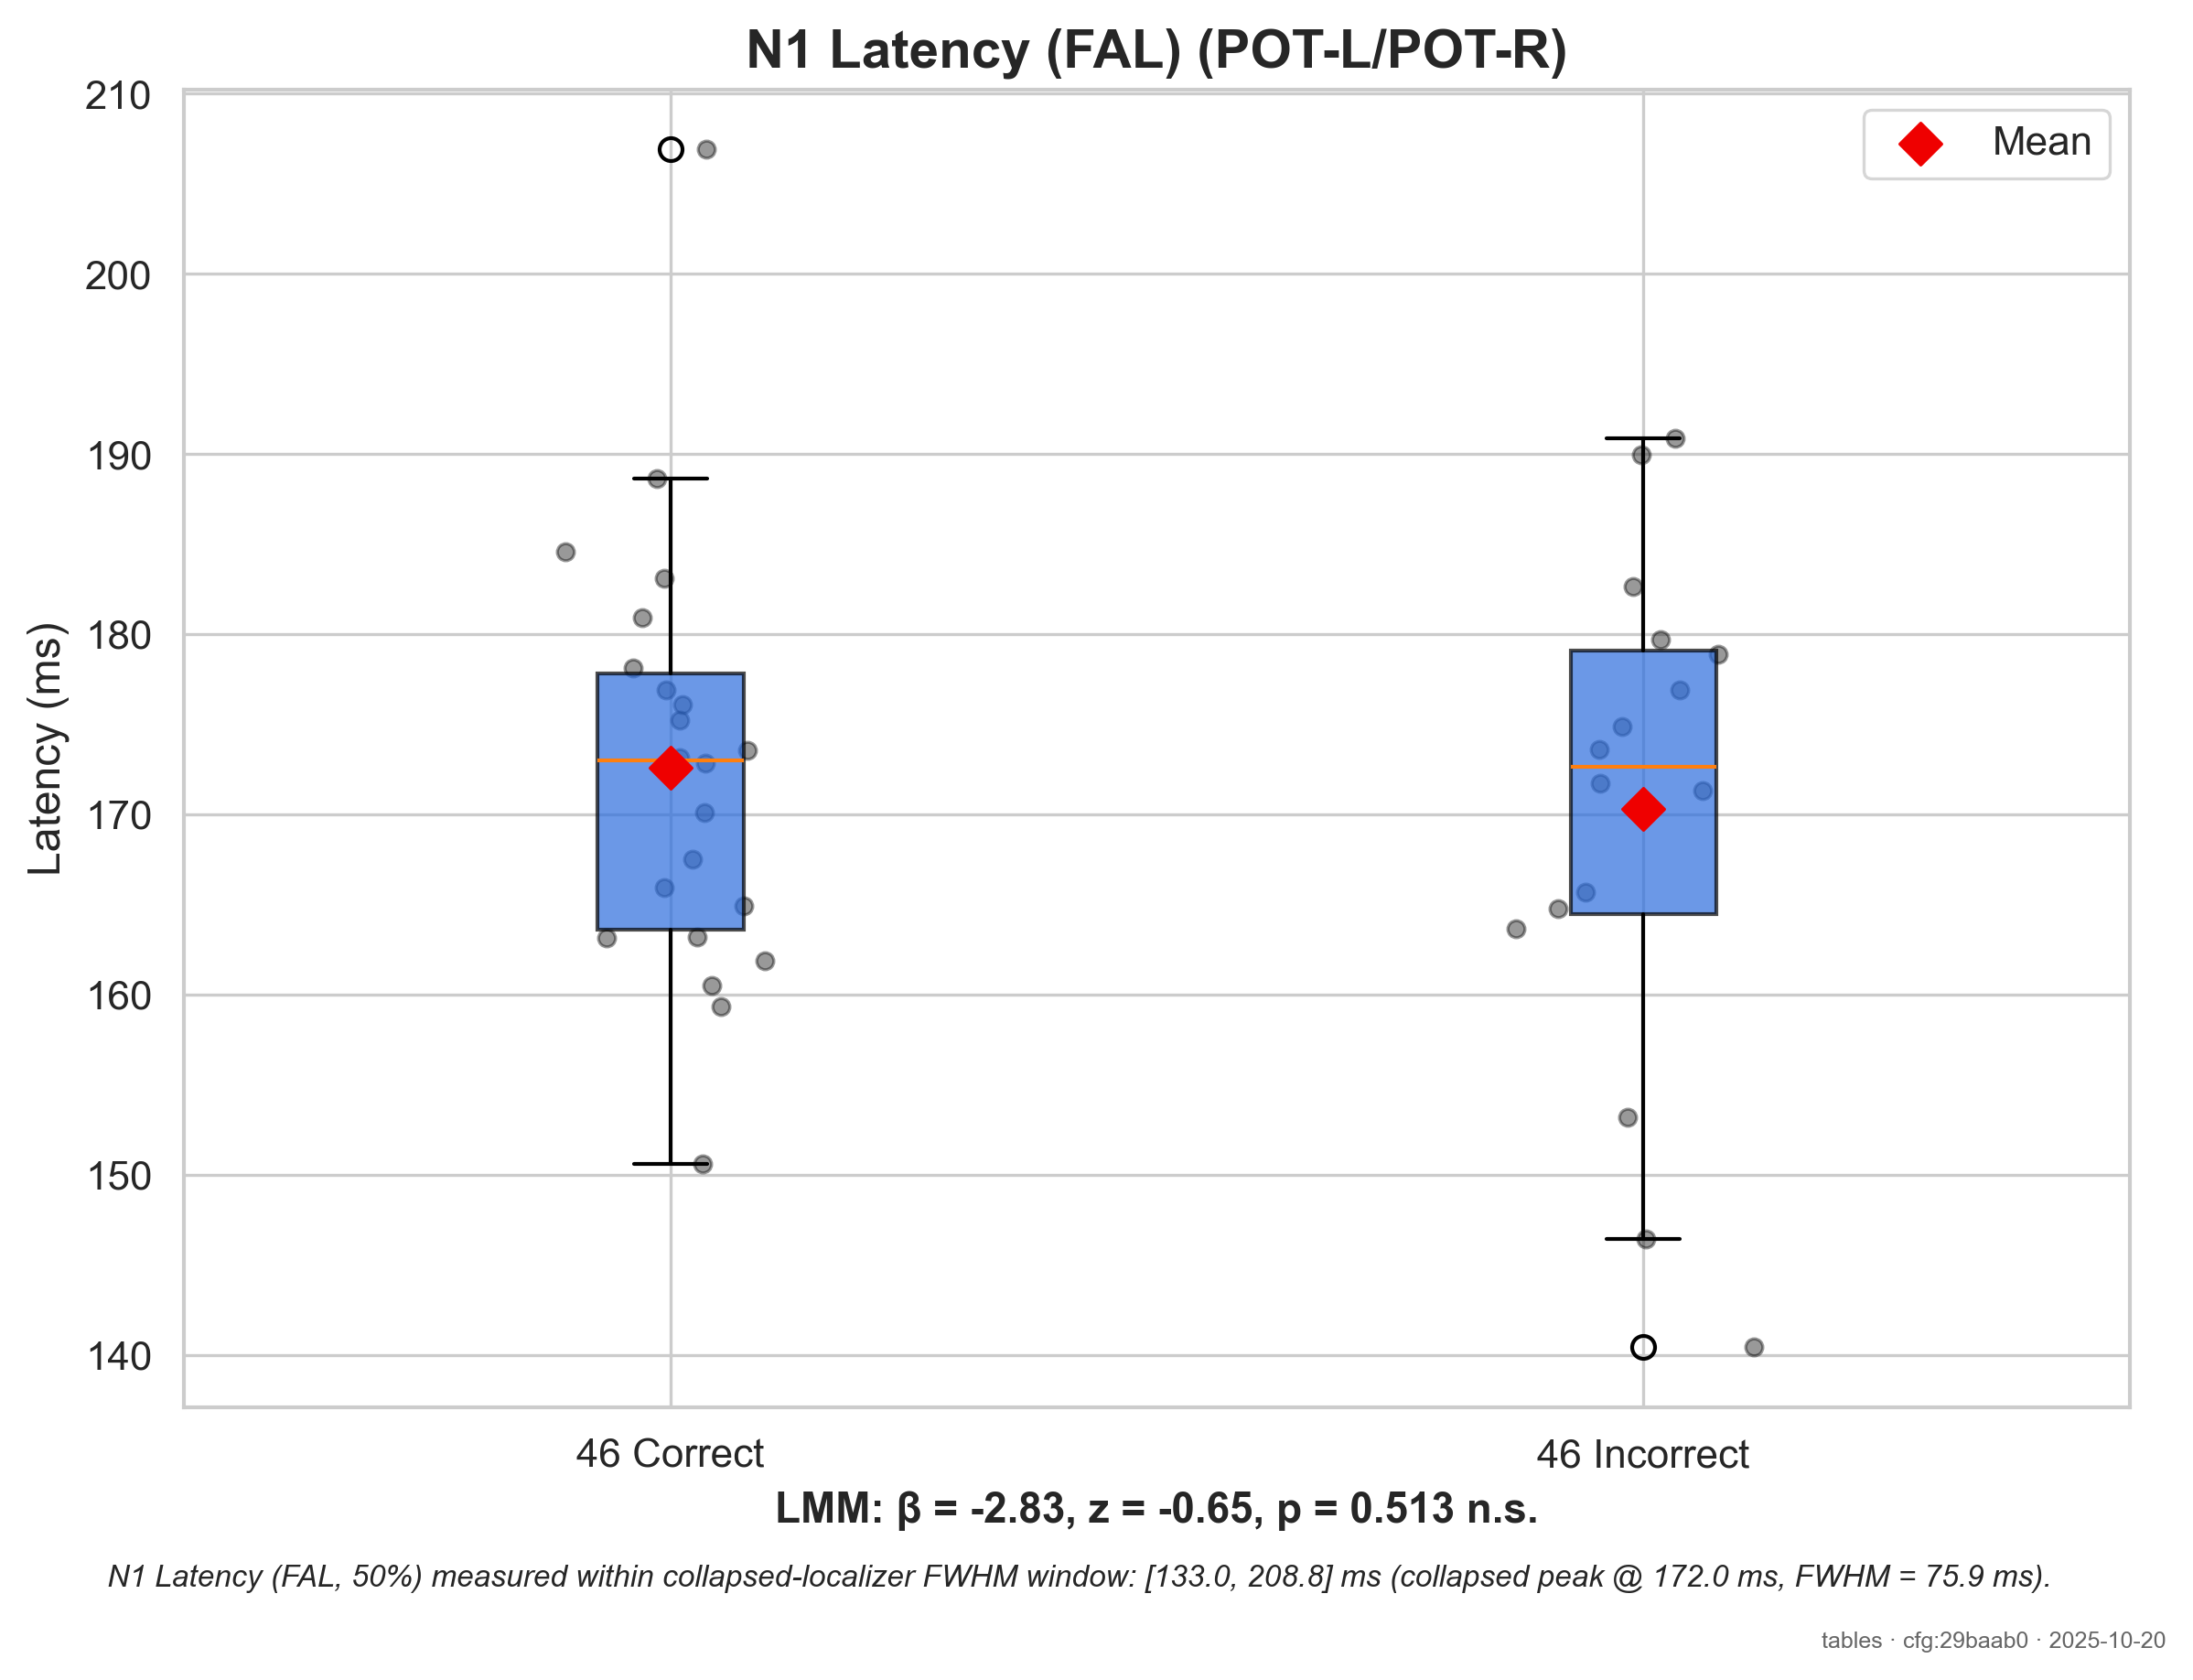 N1 Latency (FAL) (POT-L/POT-R)
210
200
190
180
170
160
150
140
Latency (ms)
Mean
46 Correct
46 Incorrect
LMM: β = -2.83, z = -0.65, p = 0.513 n.s.
N1 Latency (FAL, 50%) measured within collapsed-localizer FWHM window: [133.0, 208.8] ms (collapsed peak @ 172.0 ms, FWHM = 75.9 ms).
tables · cfg:29baab0 · 2025-10-20